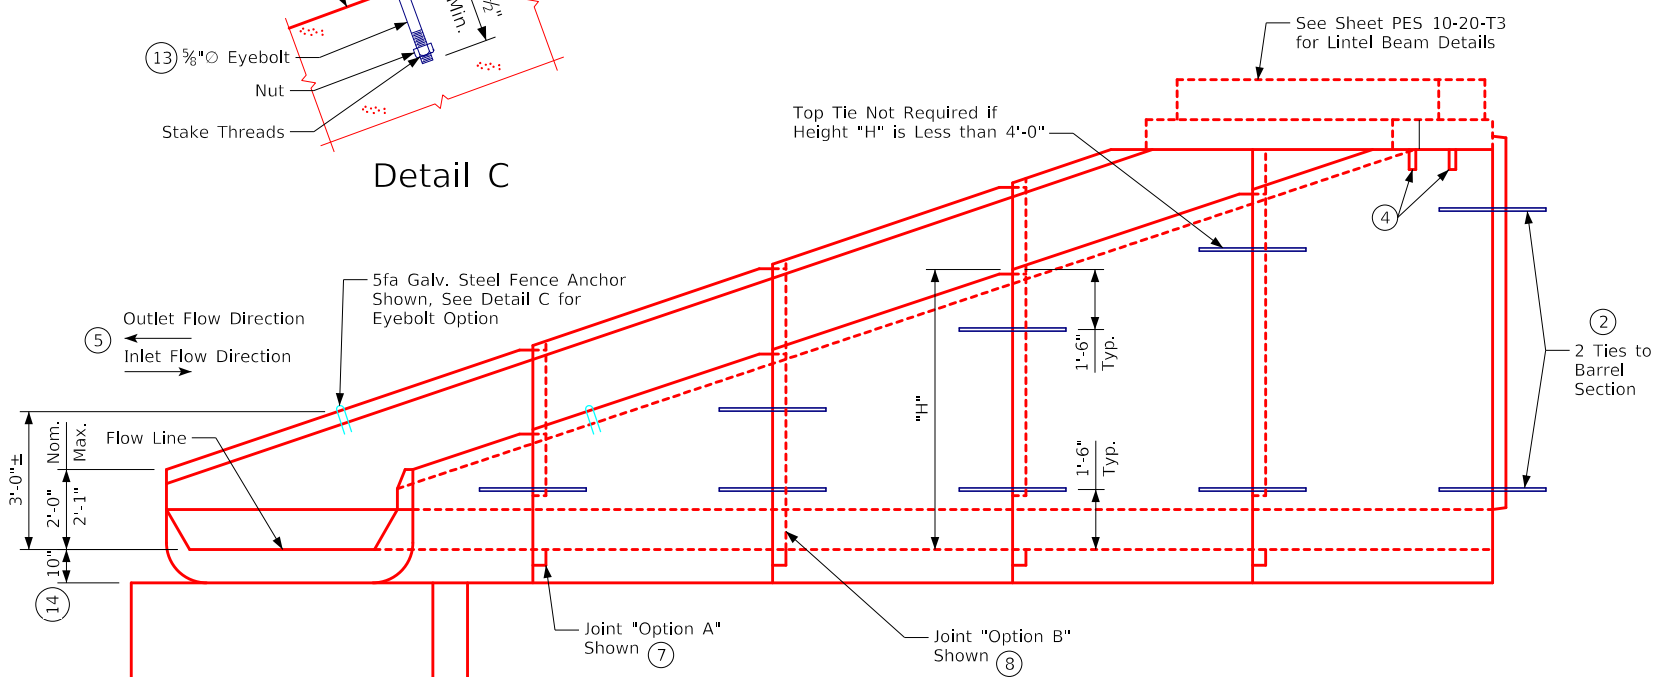 ½"
Min.
13 ⅝"∅ Eyebolt
Nut
Stake Threads
Detail C
See Sheet PES 10-20-T3
for Lintel Beam Details
Top Tie Not Required if
Height "H" is Less than 4'-0"
4
5fa Galv. Steel Fence Anchor
Shown, See Detail C for
Eyebolt Option
5
Outlet Flow Direction
Inlet Flow Direction
2
2 Ties to
Barrel
Section
1'-6"
Typ.
"H"
1'-6"
Typ.
Flow Line
3'-0"±
2'-0" Nom.
2'-1" Max.
10"
14
Joint "Option A"
Shown 7
Joint "Option B"
Shown 8